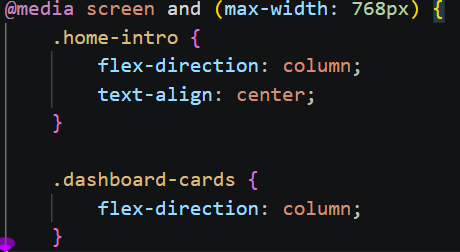 @media screen and (max-width: 768px) {
    .home-intro {
        flex-direction: column;
        text-align: center;
    }

    .dashboard-cards {
        flex-direction: column;
    }